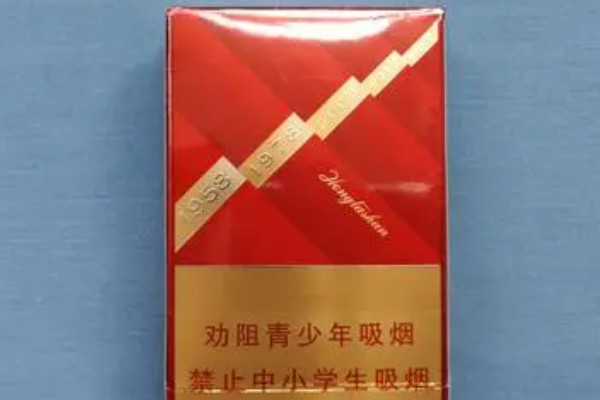 1958
1978
Hongtashan
劝阻青少年吸烟
禁止中小学生吸烟